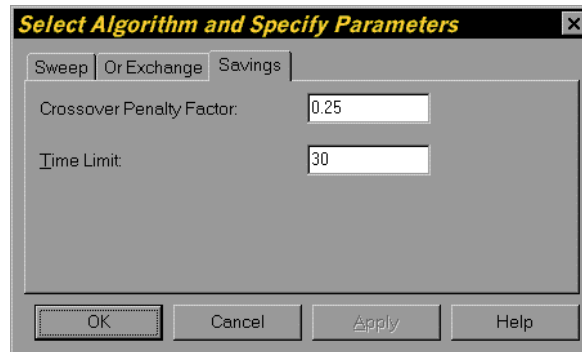 Select Algorithm and Specify Parameters
Sweep Or Exchange Savings
Crossover Penalty Factor: 0.25
Time Limit: 30
OK Cancel Apply Help